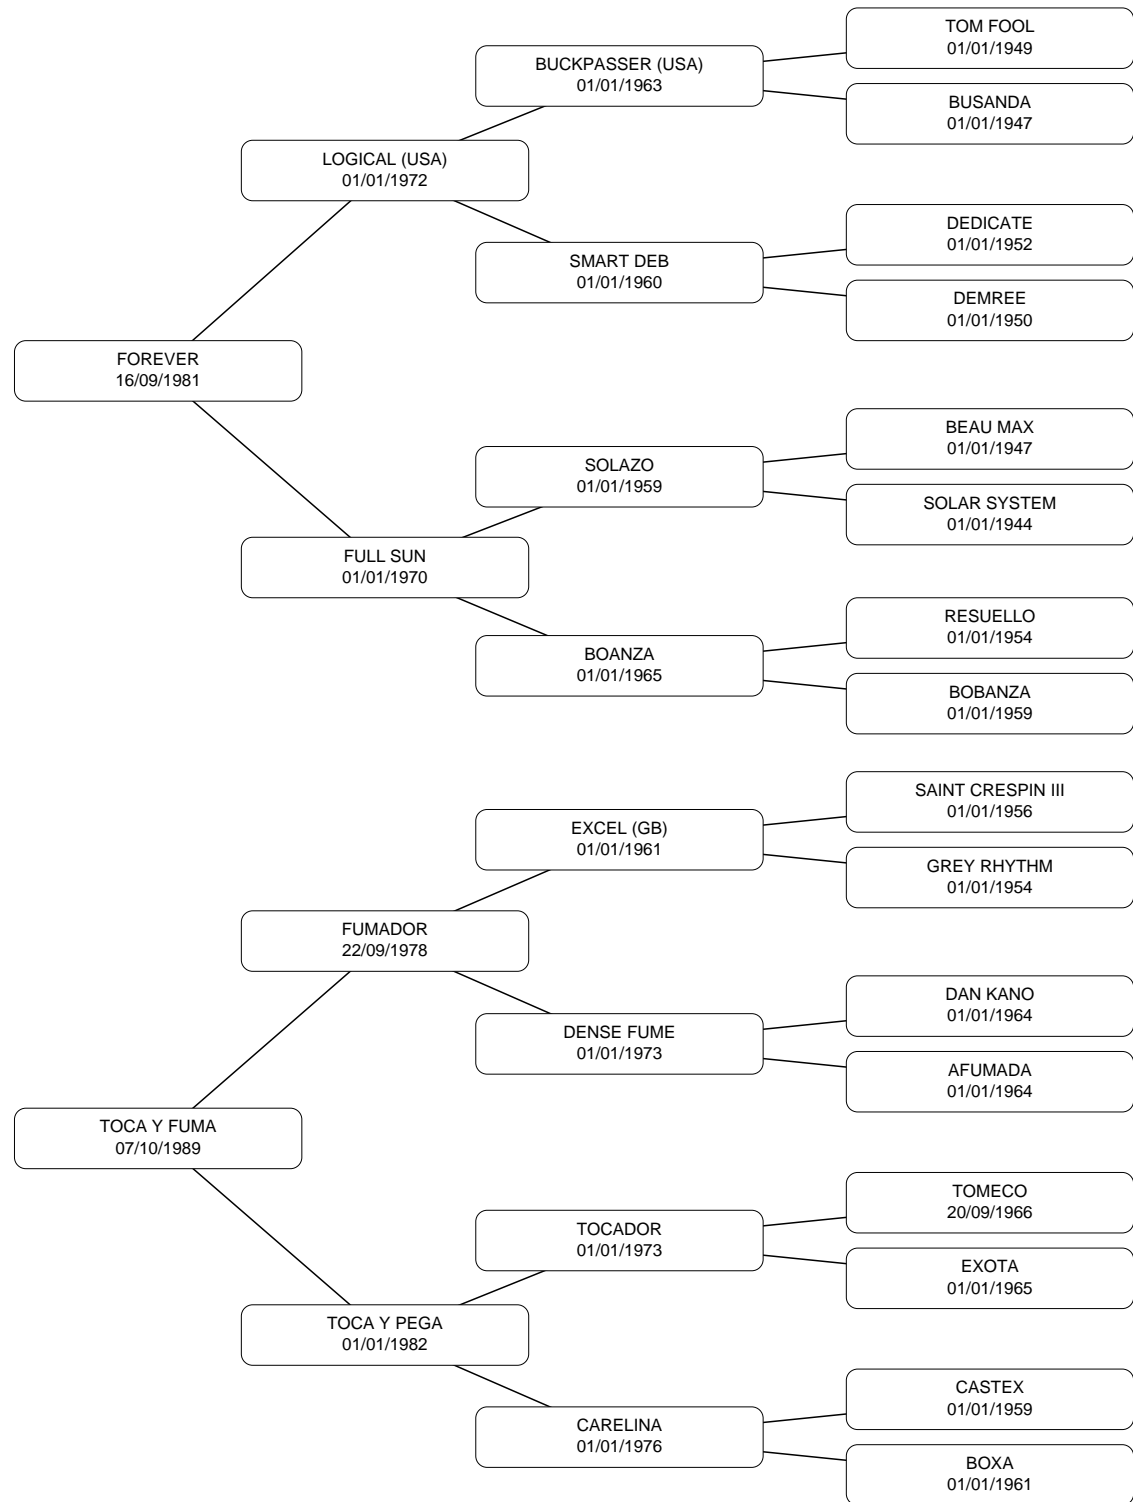 TOM FOOL
01/01/1949
BUCKPASSER (USA)
01/01/1963
BUSANDA
01/01/1947
LOGICAL (USA)
01/01/1972
DEDICATE
01/01/1952
SMART DEB
01/01/1960
DEMREE
01/01/1950
FOREVER
16/09/1981
BEAU MAX
01/01/1947
SOLAZO
01/01/1959
SOLAR SYSTEM
01/01/1944
FULL SUN
01/01/1970
RESUELLO
01/01/1954
BOANZA
01/01/1965
BOBANZA
01/01/1959
SAINT CRESPIN III
01/01/1956
EXCEL (GB)
01/01/1961
GREY RHYTHM
01/01/1954
FUMADOR
22/09/1978
DAN KANO
01/01/1964
DENSE FUME
01/01/1973
AFUMADA
01/01/1964
TOCA Y FUMA
07/10/1989
TOMECO
20/09/1966
TOCADOR
01/01/1973
EXOTA
01/01/1965
TOCA Y PEGA
01/01/1982
CASTEX
01/01/1959
CARELINA
01/01/1976
BOXA
01/01/1961